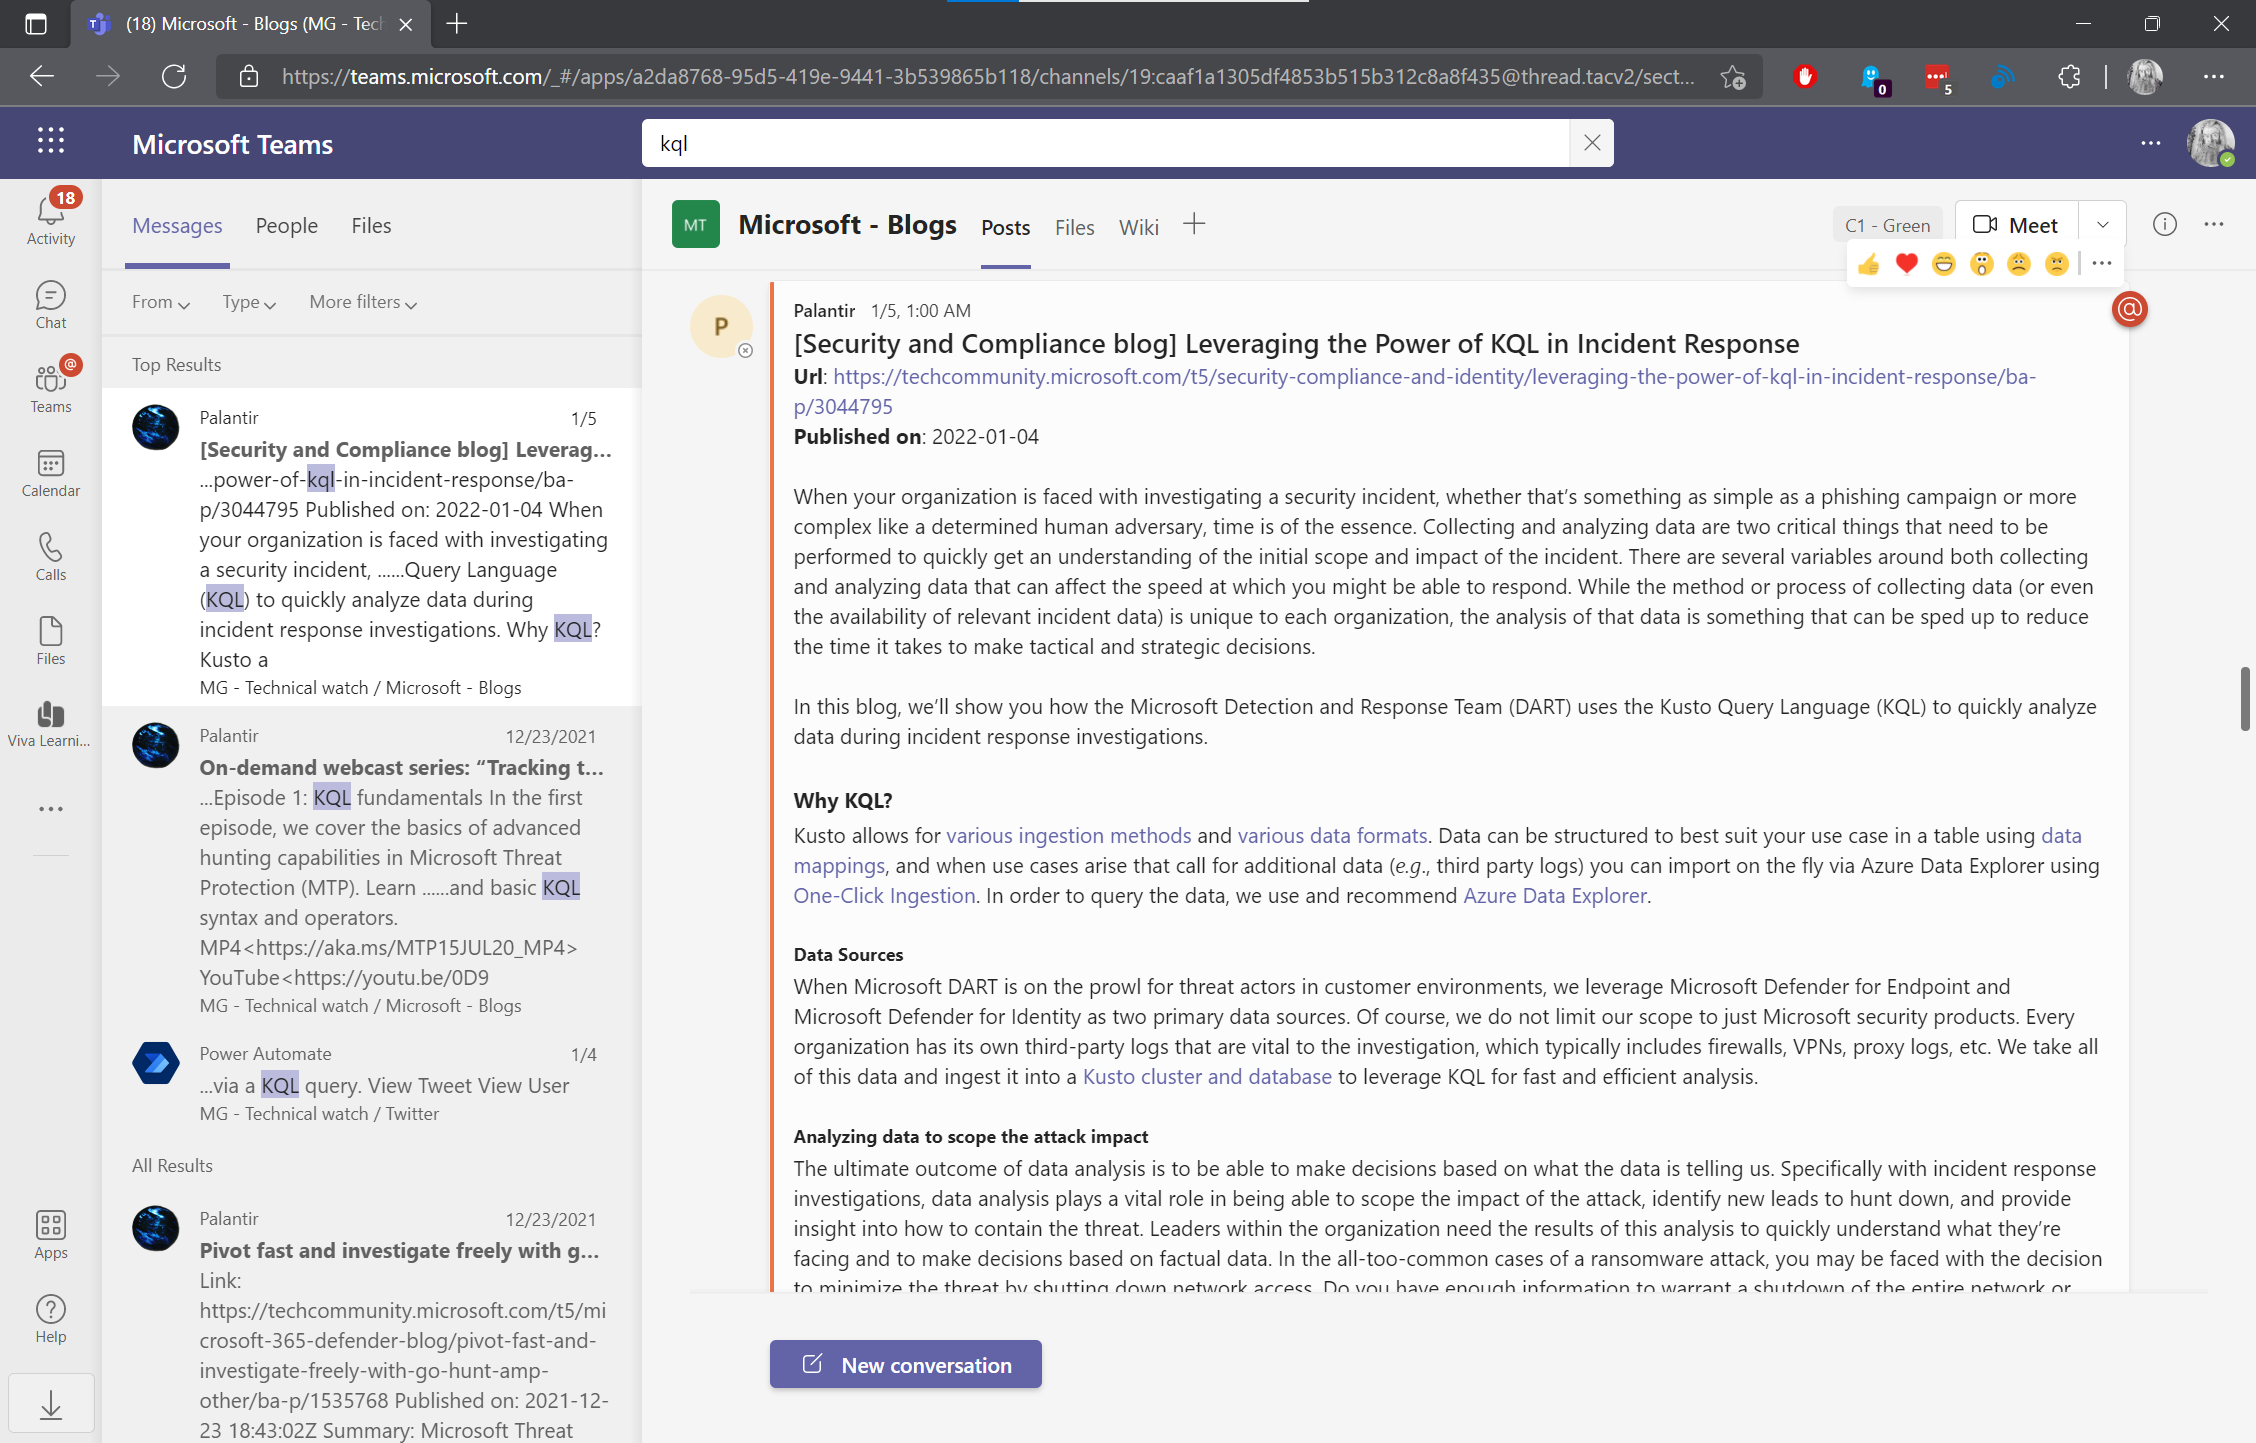 (18) Microsoft - Blogs (MG - Tech
https://teams.microsoft.com/_#/apps/a2da8768-95d5-419e-9441-3b539865b118/channels/19:caaf1a1305df4853b515b312c8a8f435@thread.tacv2/sect...
0
5
Microsoft Teams
kql
18
Activity
Chat
@
Teams
Calendar
Calls
Files
Viva Learni...
Apps
Help
Messages People Files
From Type More filters
Top Results
Palantir 1/5
[Security and Compliance blog] Leverag...
...power-of-kql-in-incident-response/ba-
p/3044795 Published on: 2022-01-04 When
your organization is faced with investigating
a security incident, ......Query Language
(KQL) to quickly analyze data during
incident response investigations. Why KQL?
Kusto a
MG - Technical watch / Microsoft - Blogs
Palantir 12/23/2021
On-demand webcast series: “Tracking t...
...Episode 1: KQL fundamentals In the first
episode, we cover the basics of advanced
hunting capabilities in Microsoft Threat
Protection (MTP). Learn ......and basic KQL
syntax and operators.
MP4<https://aka.ms/MTP15JUL20_MP4>
YouTube<https://youtu.be/0D9
MG - Technical watch / Microsoft - Blogs
Power Automate 1/4
...via a KQL query. View Tweet View User
MG - Technical watch / Twitter
All Results
Palantir 12/23/2021
Pivot fast and investigate freely with g...
Link:
https://techcommunity.microsoft.com/t5/mi
crosoft-365-defender-blog/pivot-fast-and-
investigate-freely-with-go-hunt-amp-
other/ba-p/1535768 Published on: 2021-12-
23 18:43:02Z Summary: Microsoft Threat
MT Microsoft - Blogs Posts Files Wiki
C1 - Green Meet
@
P
Palantir 1/5, 1:00 AM
[Security and Compliance blog] Leveraging the Power of KQL in Incident Response
Url: https://techcommunity.microsoft.com/t5/security-compliance-and-identity/leveraging-the-power-of-kql-in-incident-response/ba-
p/3044795
Published on: 2022-01-04
When your organization is faced with investigating a security incident, whether that’s something as simple as a phishing campaign or more
complex like a determined human adversary, time is of the essence. Collecting and analyzing data are two critical things that need to be
performed to quickly get an understanding of the initial scope and impact of the incident. There are several variables around both collecting
and analyzing data that can affect the speed at which you might be able to respond. While the method or process of collecting data (or even
the availability of relevant incident data) is unique to each organization, the analysis of that data is something that can be sped up to reduce
the time it takes to make tactical and strategic decisions.
In this blog, we’ll show you how the Microsoft Detection and Response Team (DART) uses the Kusto Query Language (KQL) to quickly analyze
data during incident response investigations.
Why KQL?
Kusto allows for various ingestion methods and various data formats. Data can be structured to best suit your use case in a table using data
mappings, and when use cases arise that call for additional data (e.g., third party logs) you can import on the fly via Azure Data Explorer using
One-Click Ingestion. In order to query the data, we use and recommend Azure Data Explorer.
Data Sources
When Microsoft DART is on the prowl for threat actors in customer environments, we leverage Microsoft Defender for Endpoint and
Microsoft Defender for Identity as two primary data sources. Of course, we do not limit our scope to just Microsoft security products. Every
organization has its own third-party logs that are vital to the investigation, which typically includes firewalls, VPNs, proxy logs, etc. We take all
of this data and ingest it into a Kusto cluster and database to leverage KQL for fast and efficient analysis.
Analyzing data to scope the attack impact
The ultimate outcome of data analysis is to be able to make decisions based on what the data is telling us. Specifically with incident response
investigations, data analysis plays a vital role in being able to scope the impact of the attack, identify new leads to hunt down, and provide
insight into how to contain the threat. Leaders within the organization need the results of this analysis to quickly understand what they’re
facing and to make decisions based on factual data. In the all-too-common cases of a ransomware attack, you may be faced with the decision
to minimize the threat by shutting down network access. Do you have enough information to warrant a shutdown of the entire network or
New conversation